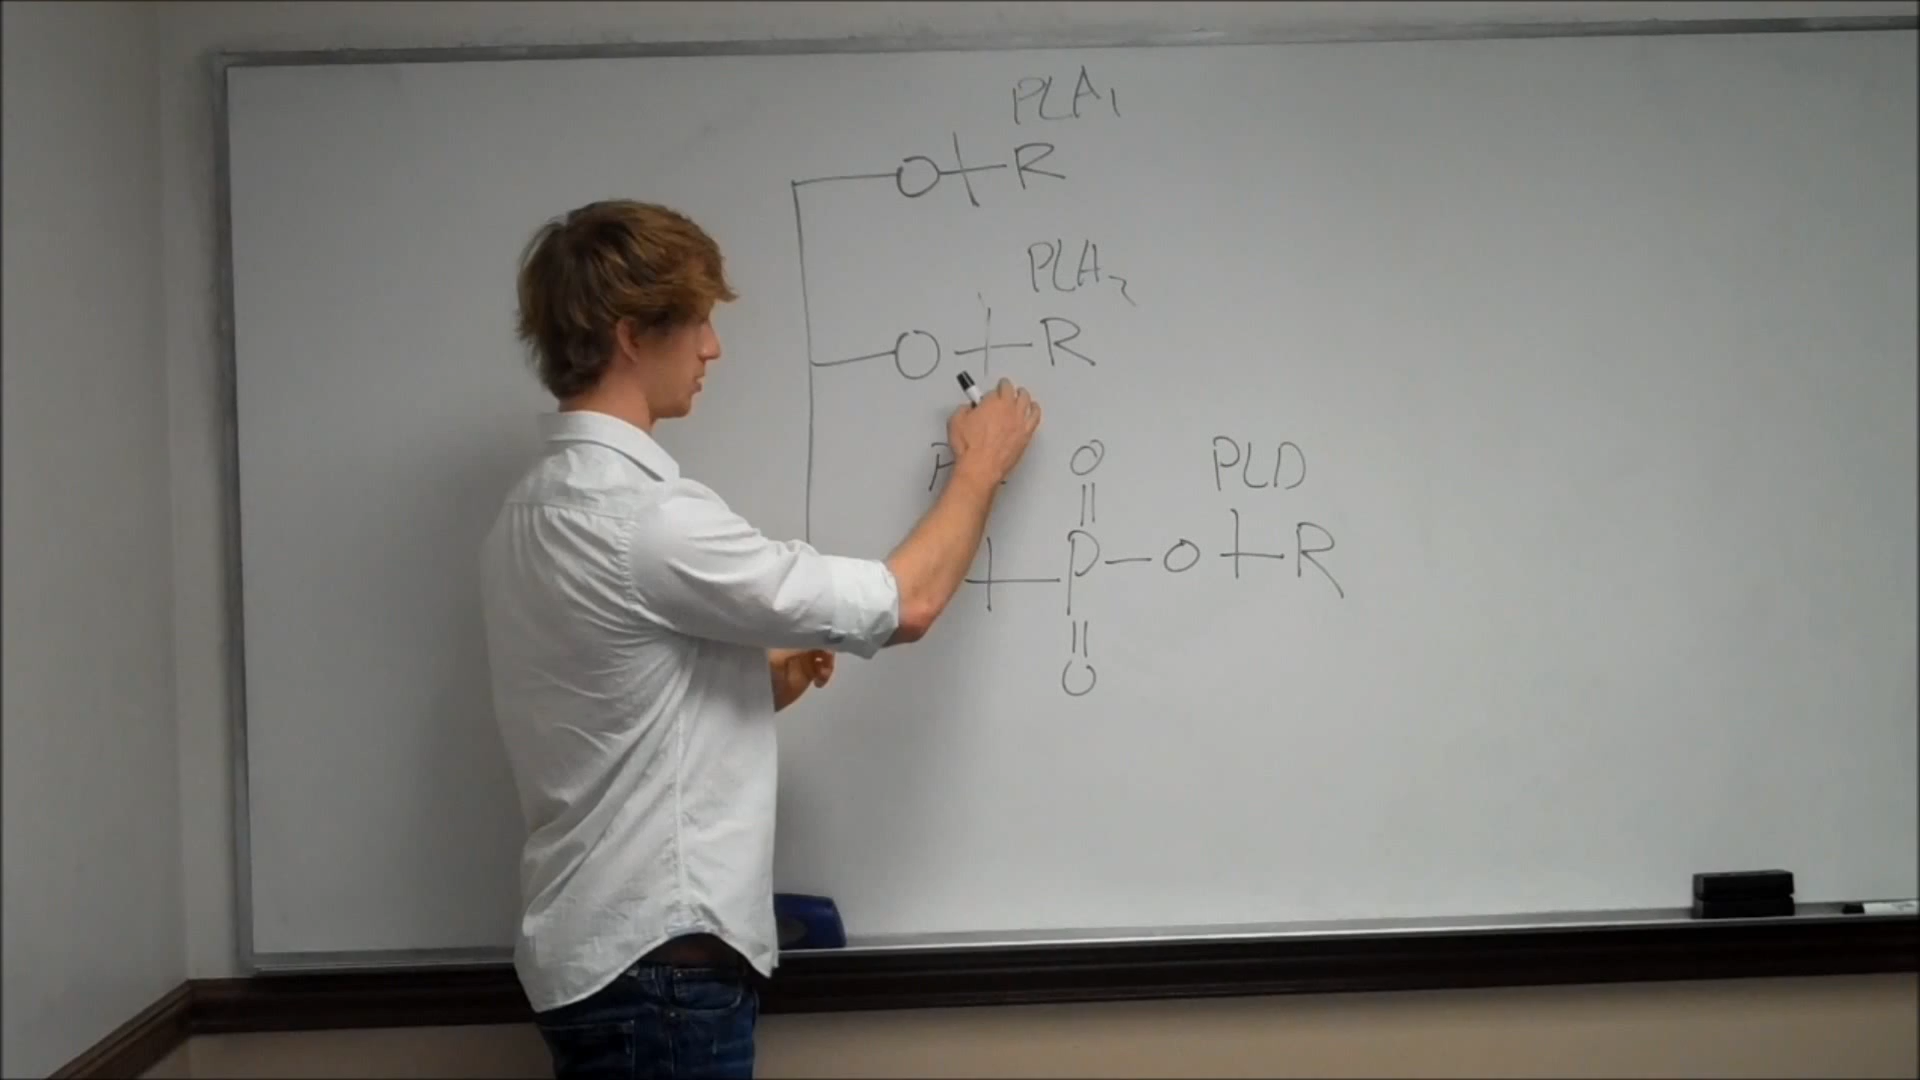 PLA1
O R
PLA2
O R
O PLD
P O R
O